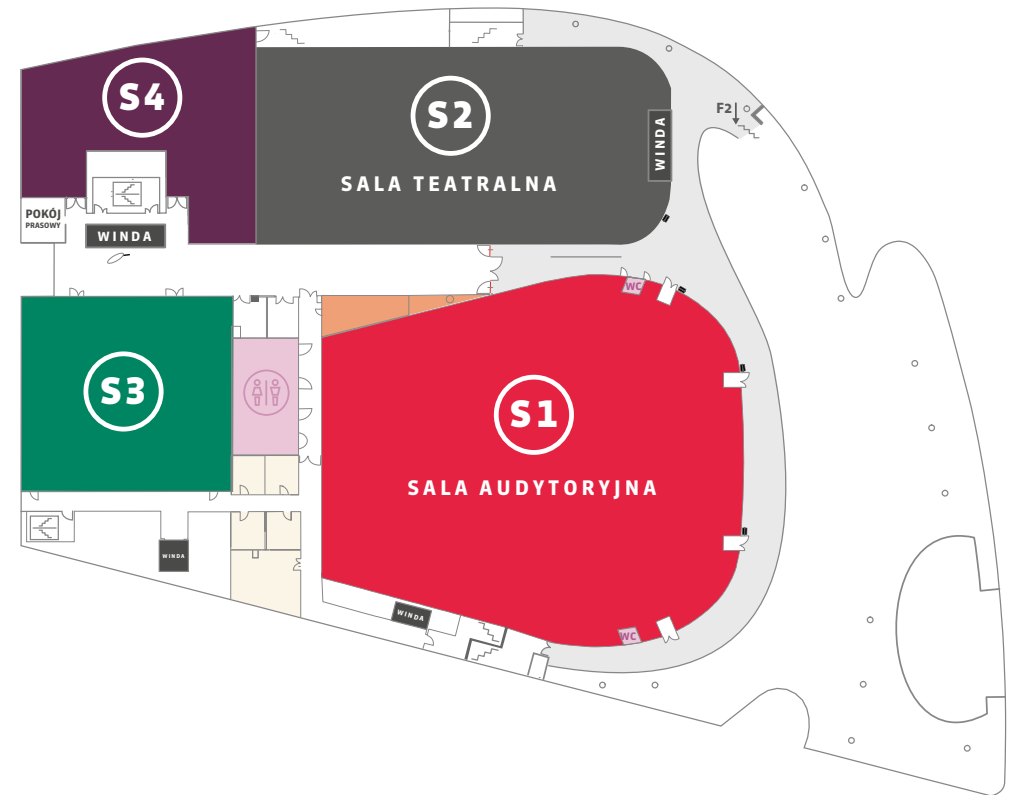 S4
S2
F2
WINDA
SALA TEATRALNA
POKÓJ
PRASOWY
WINDA
WC
S3
S1
SALA AUDYTORYJNA
WINDA
WINDA
WC